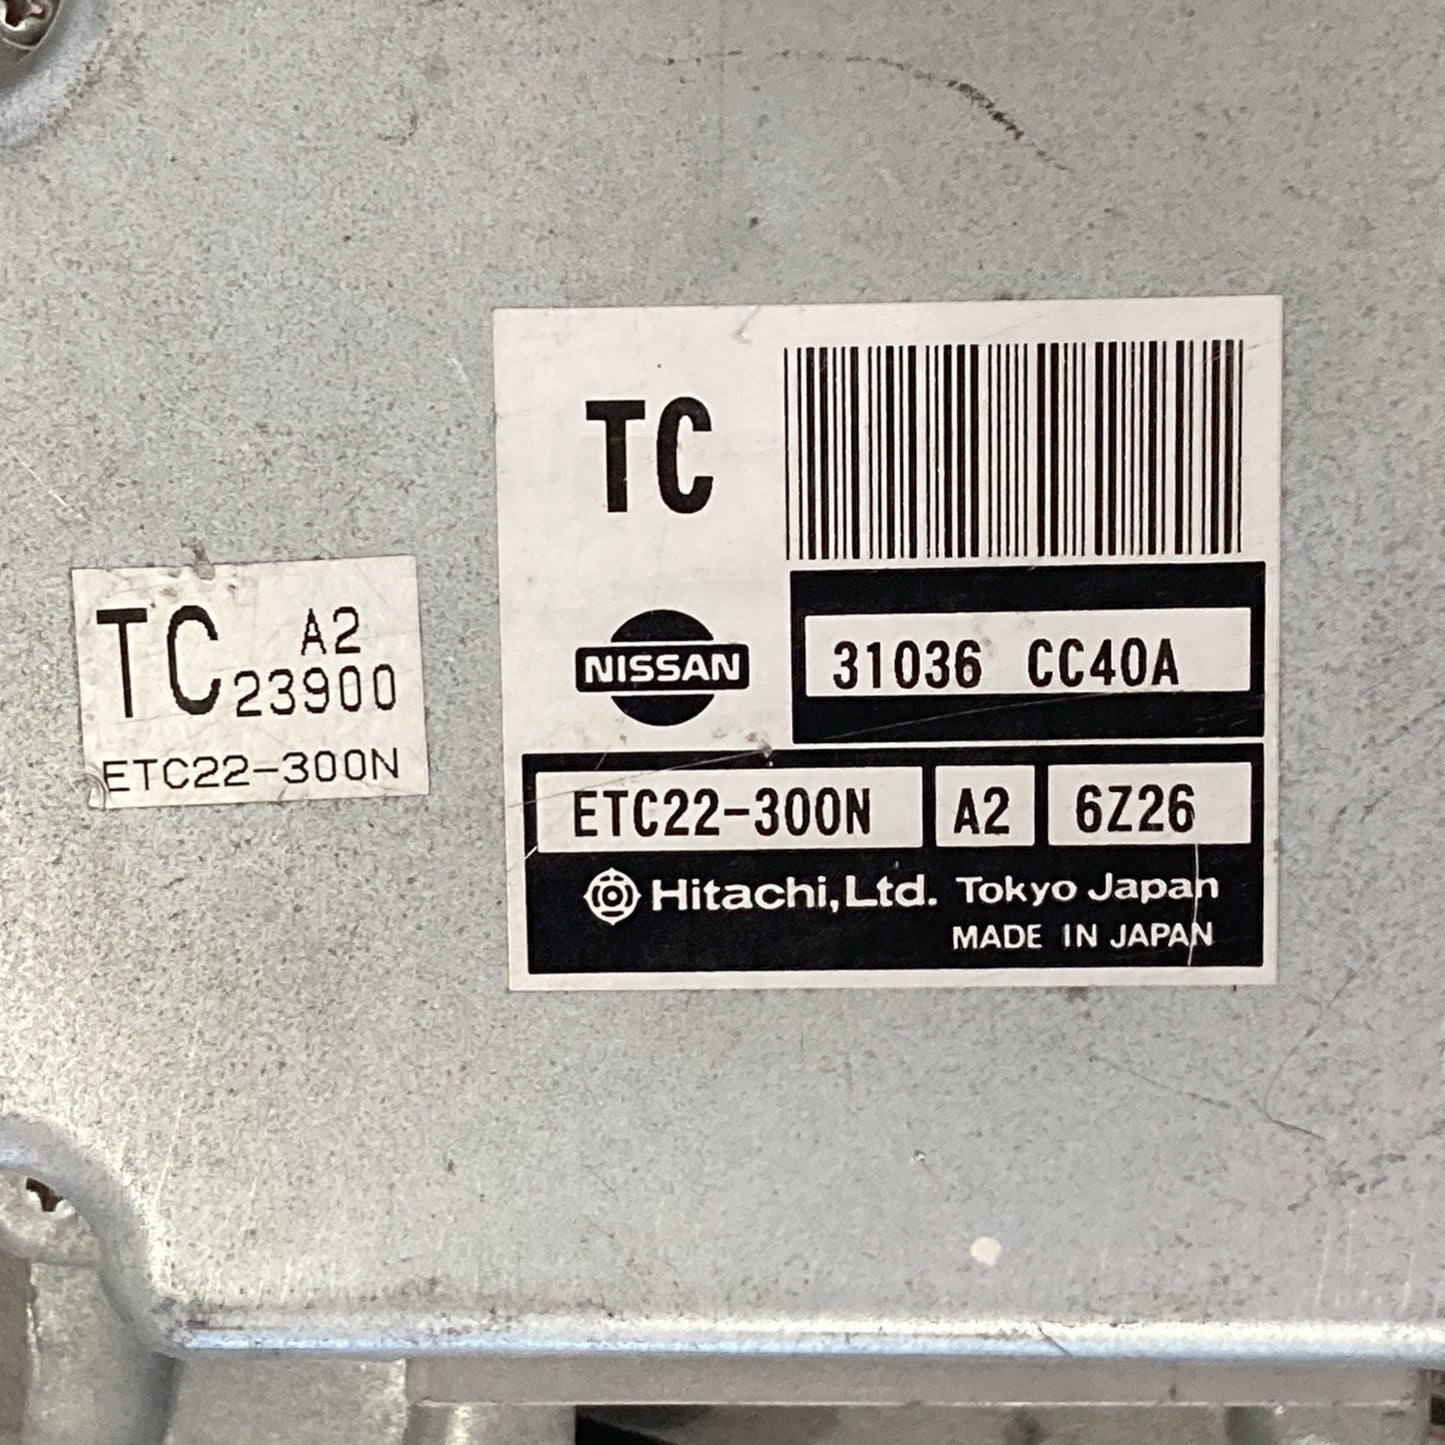 TC A2
23900
ETC22-300N
TC
NISSAN
31036 CC40A
ETC22-300N A2 6Z26
Hitachi, Ltd. Tokyo Japan
MADE IN JAPAN